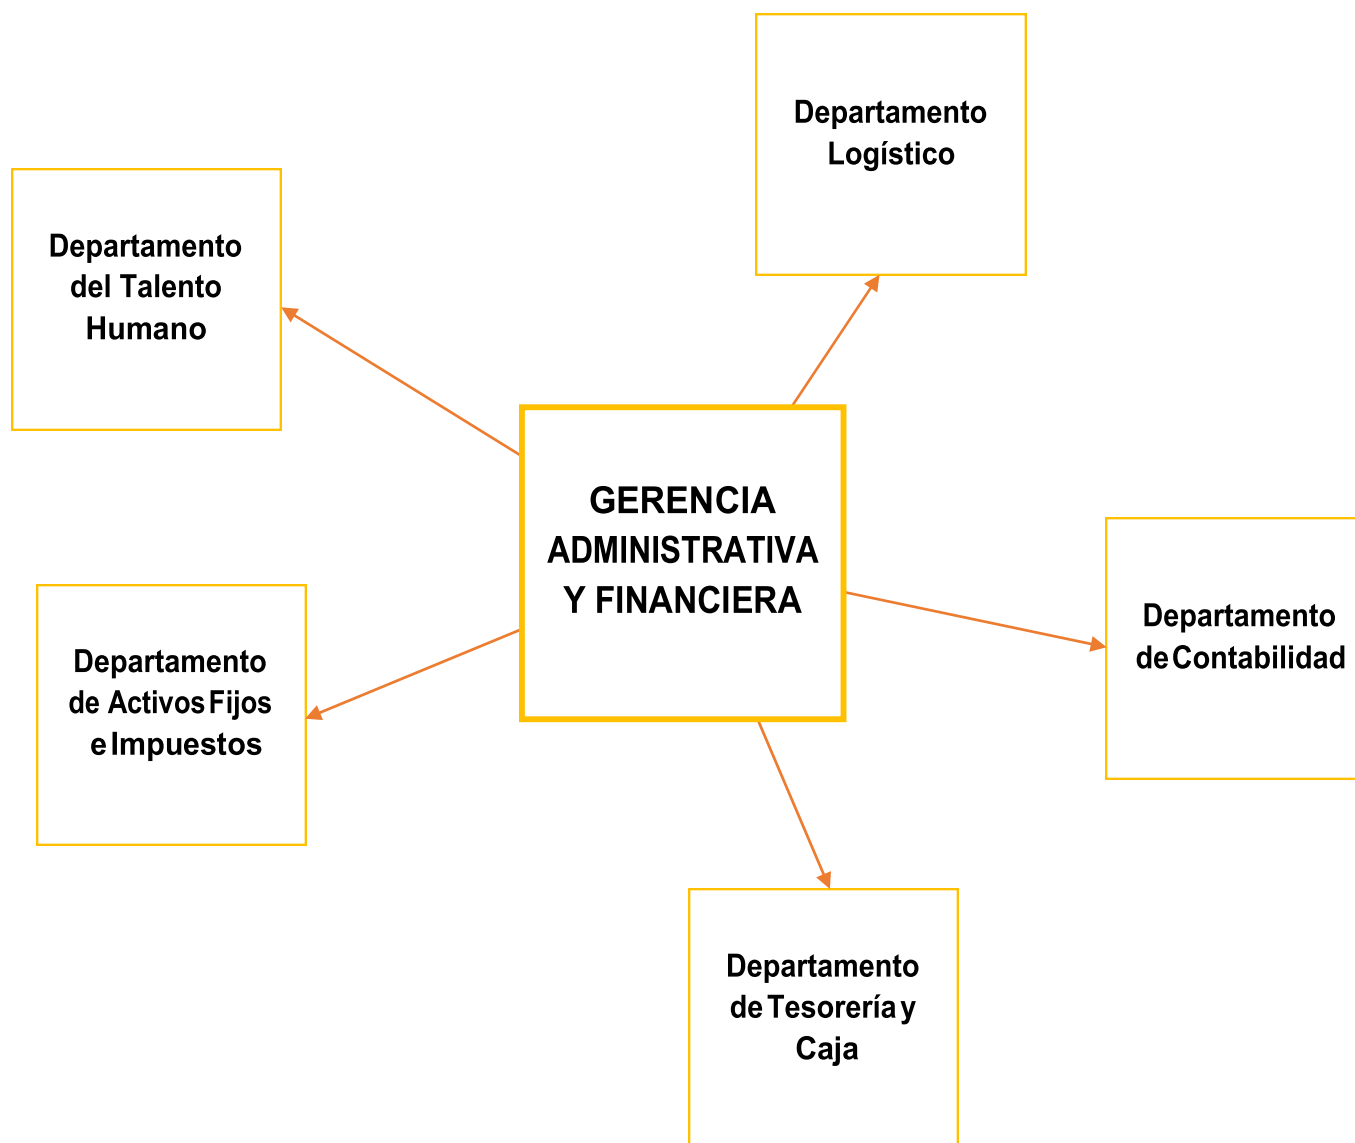 Departamento
Logístico
Departamento
del Talento
Humano
GERENCIA
ADMINISTRATIVA
Y FINANCIERA
Departamento
de Contabilidad
Departamento
de Activos Fijos
e Impuestos
Departamento
de Tesorería y
Caja